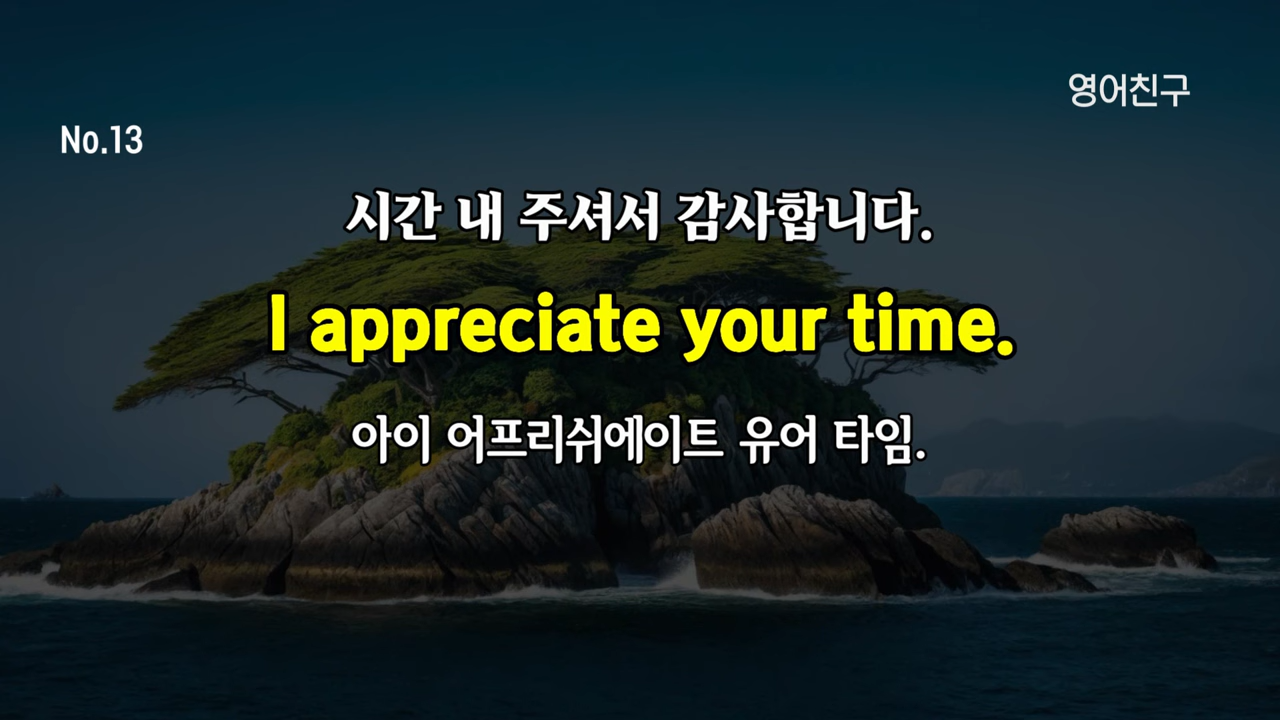 영어친구
No.13
시간 내 주셔서 감사합니다.
I appreciate your time.
아이 어프리쉬에이트 유어 타임.